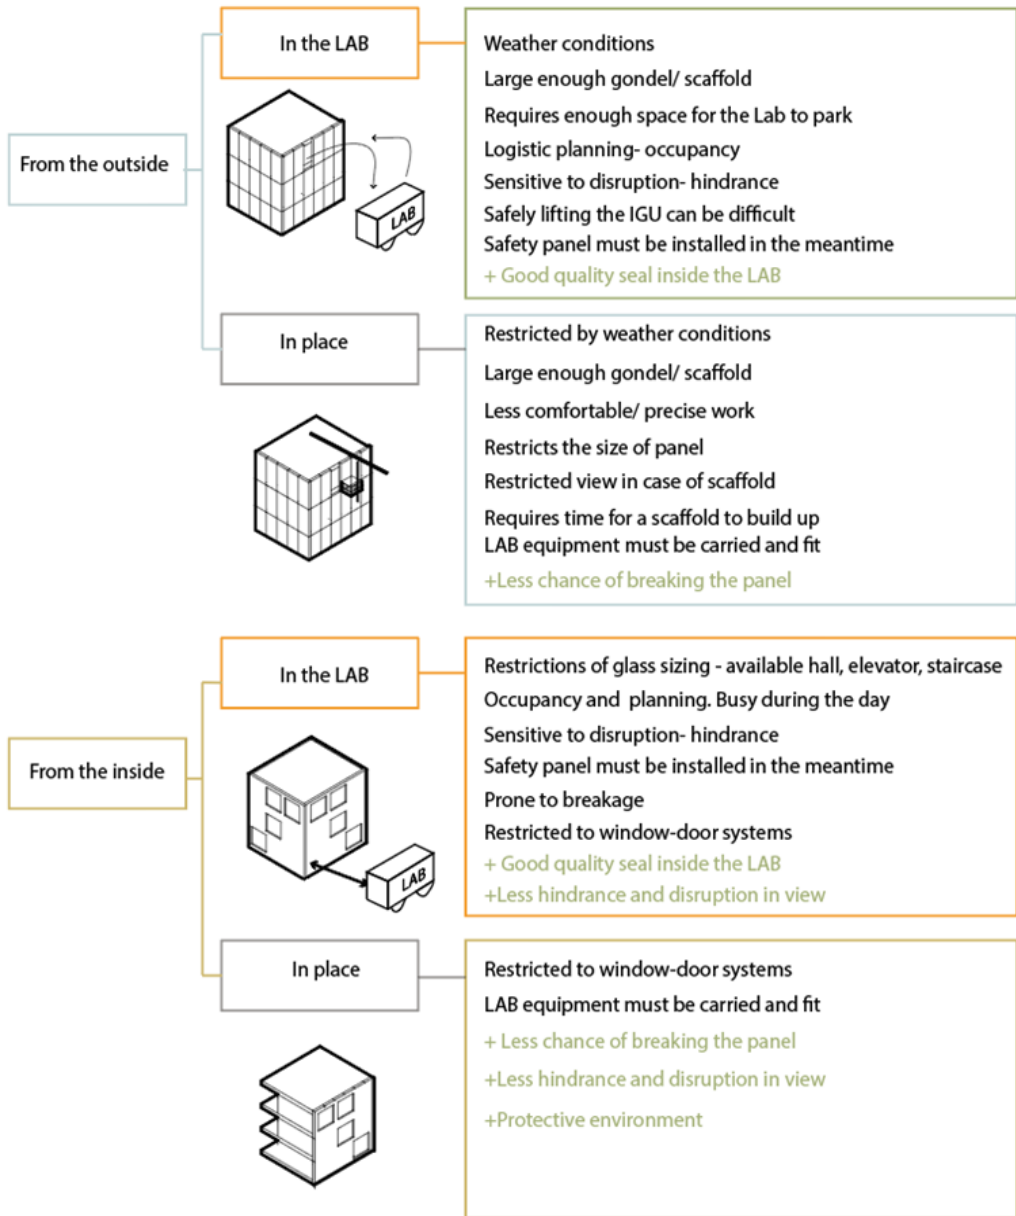 From the outside
In the LAB
LAB
Weather conditions
Large enough gondel/ scaffold
Requires enough space for the Lab to park
Logistic planning- occupancy
Sensitive to disruption- hindrance
Safely lifting the IGU can be difficult
Safety panel must be installed in the meantime
+ Good quality seal inside the LAB
In place
Restricted by weather conditions
Large enough gondel/ scaffold
Less comfortable/ precise work
Restricts the size of panel
Restricted view in case of scaffold
Requires time for a scaffold to build up
LAB equipment must be carried and fit
+Less chance of breaking the panel
From the inside
In the LAB
LAB
Restrictions of glass sizing - available hall, elevator, staircase
Occupancy and planning. Busy during the day
Sensitive to disruption- hindrance
Safety panel must be installed in the meantime
Prone to breakage
Restricted to window-door systems
+ Good quality seal inside the LAB
+Less hindrance and disruption in view
In place
Restricted to window-door systems
LAB equipment must be carried and fit
+ Less chance of breaking the panel
+Less hindrance and disruption in view
+Protective environment